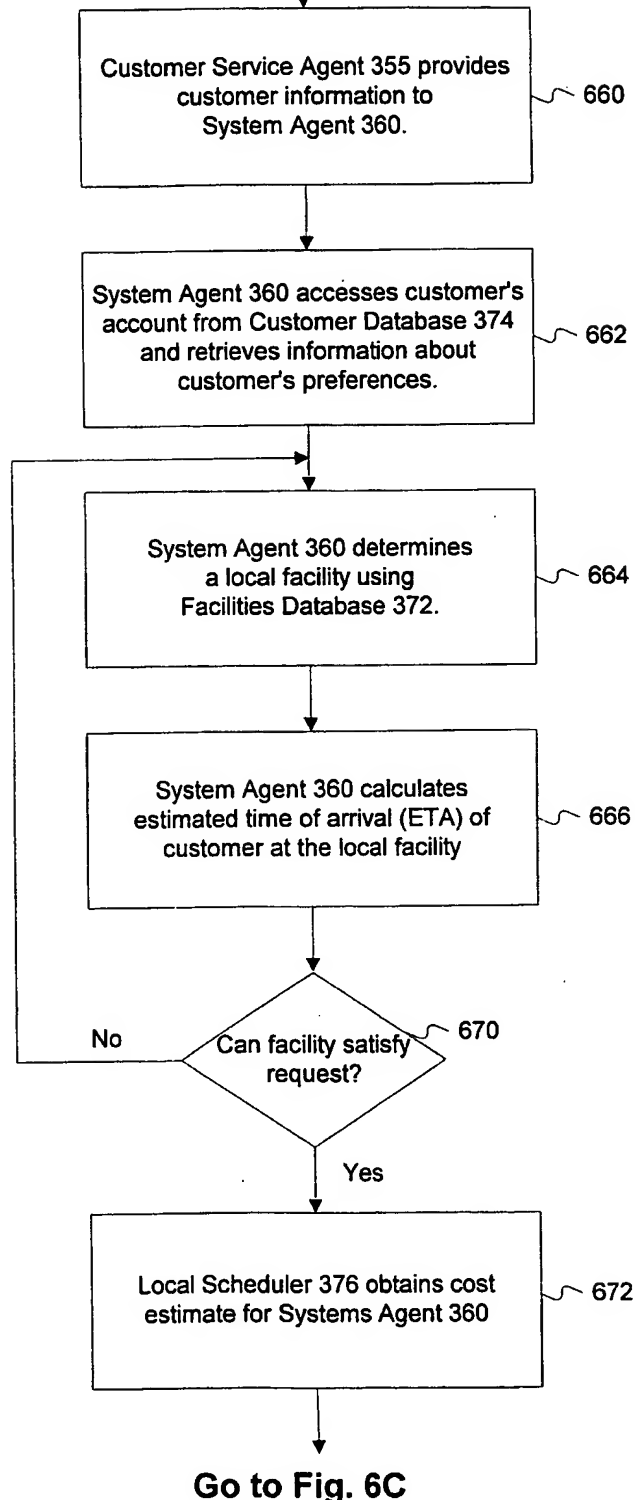 Customer Service Agent 355 provides
customer information to
System Agent 360.
660
System Agent 360 accesses customer's
account from Customer Database 374
and retrieves information about
customer's preferences.
662
System Agent 360 determines
a local facility using
Facilities Database 372.
664
System Agent 360 calculates
estimated time of arrival (ETA) of
customer at the local facility
666
No
670
Can facility satisfy
request?
Yes
Local Scheduler 376 obtains cost
estimate for Systems Agent 360
672
Go to Fig. 6C